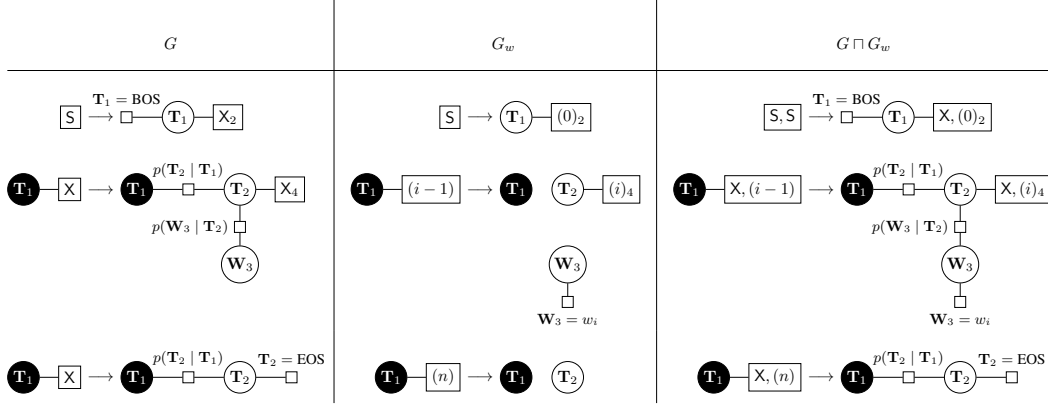 G G_w G ⊓ G_w
T₁ = BOS T₁ = BOS
S ⟶ T₁ X₂ S ⟶ T₁ (0)₂ S, S ⟶ T₁ X, (0)₂
p(T₂ | T₁) p(T₂ | T₁)
T₁ X ⟶ T₁ T₂ X₄ T₁ (i−1) ⟶ T₁ T₂ (i)₄ T₁ X, (i−1) ⟶ T₁ T₂ X, (i)₄
p(W₃ | T₂) p(W₃ | T₂)
W₃ W₃ W₃
W₃ = w_i W₃ = w_i
p(T₂ | T₁) T₂ = EOS p(T₂ | T₁) T₂ = EOS
T₁ X ⟶ T₁ T₂ T₁ (n) ⟶ T₁ T₂ T₁ X, (n) ⟶ T₁ T₂